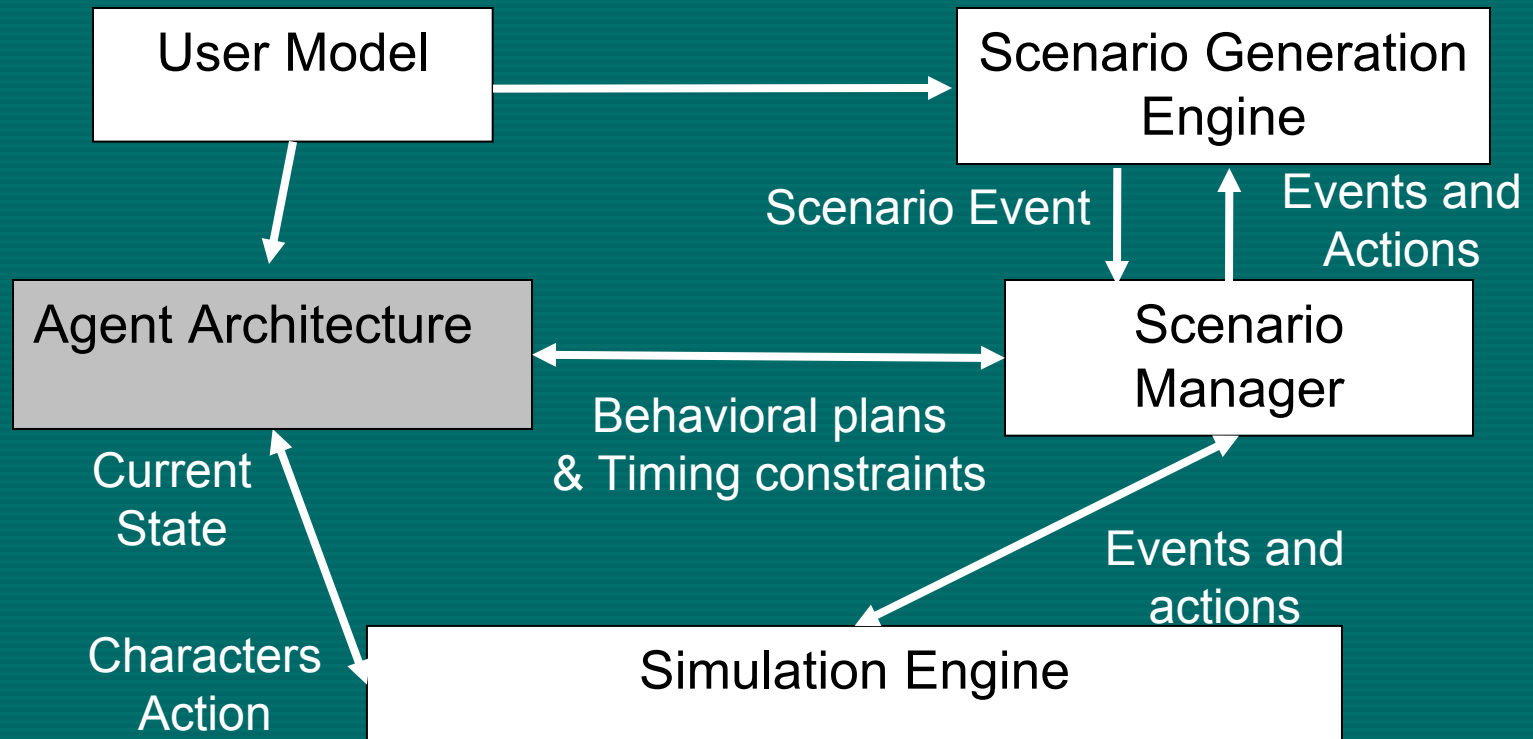 User Model
Scenario Generation
Engine
Scenario Event
Events and
Actions
Agent Architecture
Scenario
Manager
Behavioral plans
& Timing constraints
Current
State
Events and
actions
Characters
Action
Simulation Engine